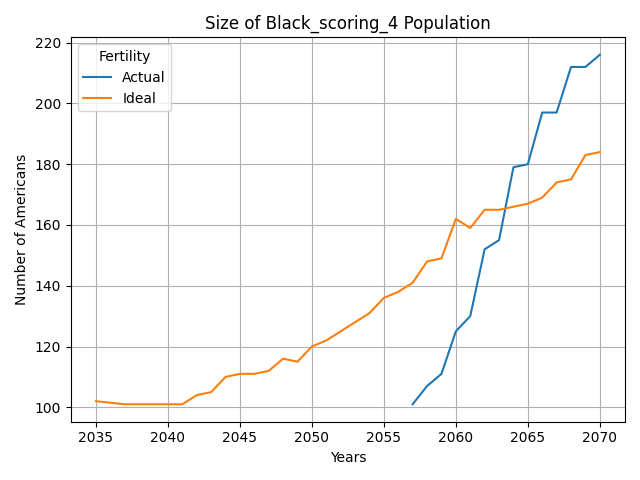 Size of Black_scoring_4 Population
Fertility
Actual
Ideal
Number of Americans
220
200
180
160
140
120
100
2035 2040 2045 2050 2055 2060 2065 2070
Years